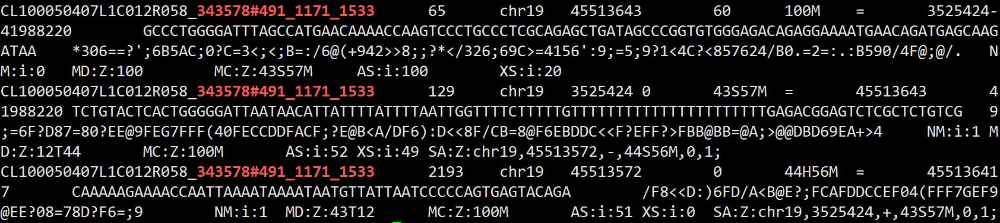 CL100050407L1C012R058_343578#491_1171_1533 65 chr19 45513643 60 100M = 3525424-
41988220 GCCCTGGGGATTTAGCCATGAACAAAACCAAGTCCCTGCCCTCGCAGAGCTGATAGCCCGGTGTGGGAGACAGAGGAAAATGAACAGATGAGCAAG
ATAA *306==?';6B5AC;0?C=3<;<;B=:/6@(+942>>8;;?*</326;69C>=4156':9;=5;9?1<4C?<857624/B0.=2=:.:B590/4F@;@/. N
M:i:0 MD:Z:100 MC:Z:43S57M AS:i:100 XS:i:20
CL100050407L1C012R058_343578#491_1171_1533 129 chr19 3525424 0 43S57M = 45513643 4
1988220 TCTGTACTCACTGGGGGATTAATAACATTATTTTATTTTAATTGGTTTTCTTTTTGTTTTTTTTTTTTTTTTTTTTTTGAGACGGAGTCTCGCTCTGTCG 9
;=6F?D87=80?EE@9FEG7FFF(40FECCDDFACF;?E@B<A/DF6):D<<8F/CB=8@F6EBDDC<<F?EFF?>FBB@BB=@A;>@@DBD69EA+>4 NM:i:1 M
D:Z:12T44 MC:Z:100M AS:i:52 XS:i:49 SA:Z:chr19,45513572,-,44S56M,0,1;
CL100050407L1C012R058_343578#491_1171_1533 2193 chr19 45513572 0 44H56M = 45513641
7 CAAAAAGAAAACCAATTAAAATAAAATAATGTTATTAATCCCCCAGTGAGTACAGA /F8<<D:)6FD/A<B@E?;FCAFDDCCEF04(FFF7GEF9
@EE?08=78D?F6=;9 NM:i:1 MD:Z:43T12 MC:Z:100M AS:i:51 XS:i:0 SA:Z:chr19,3525424,+,43S57M,0,1;